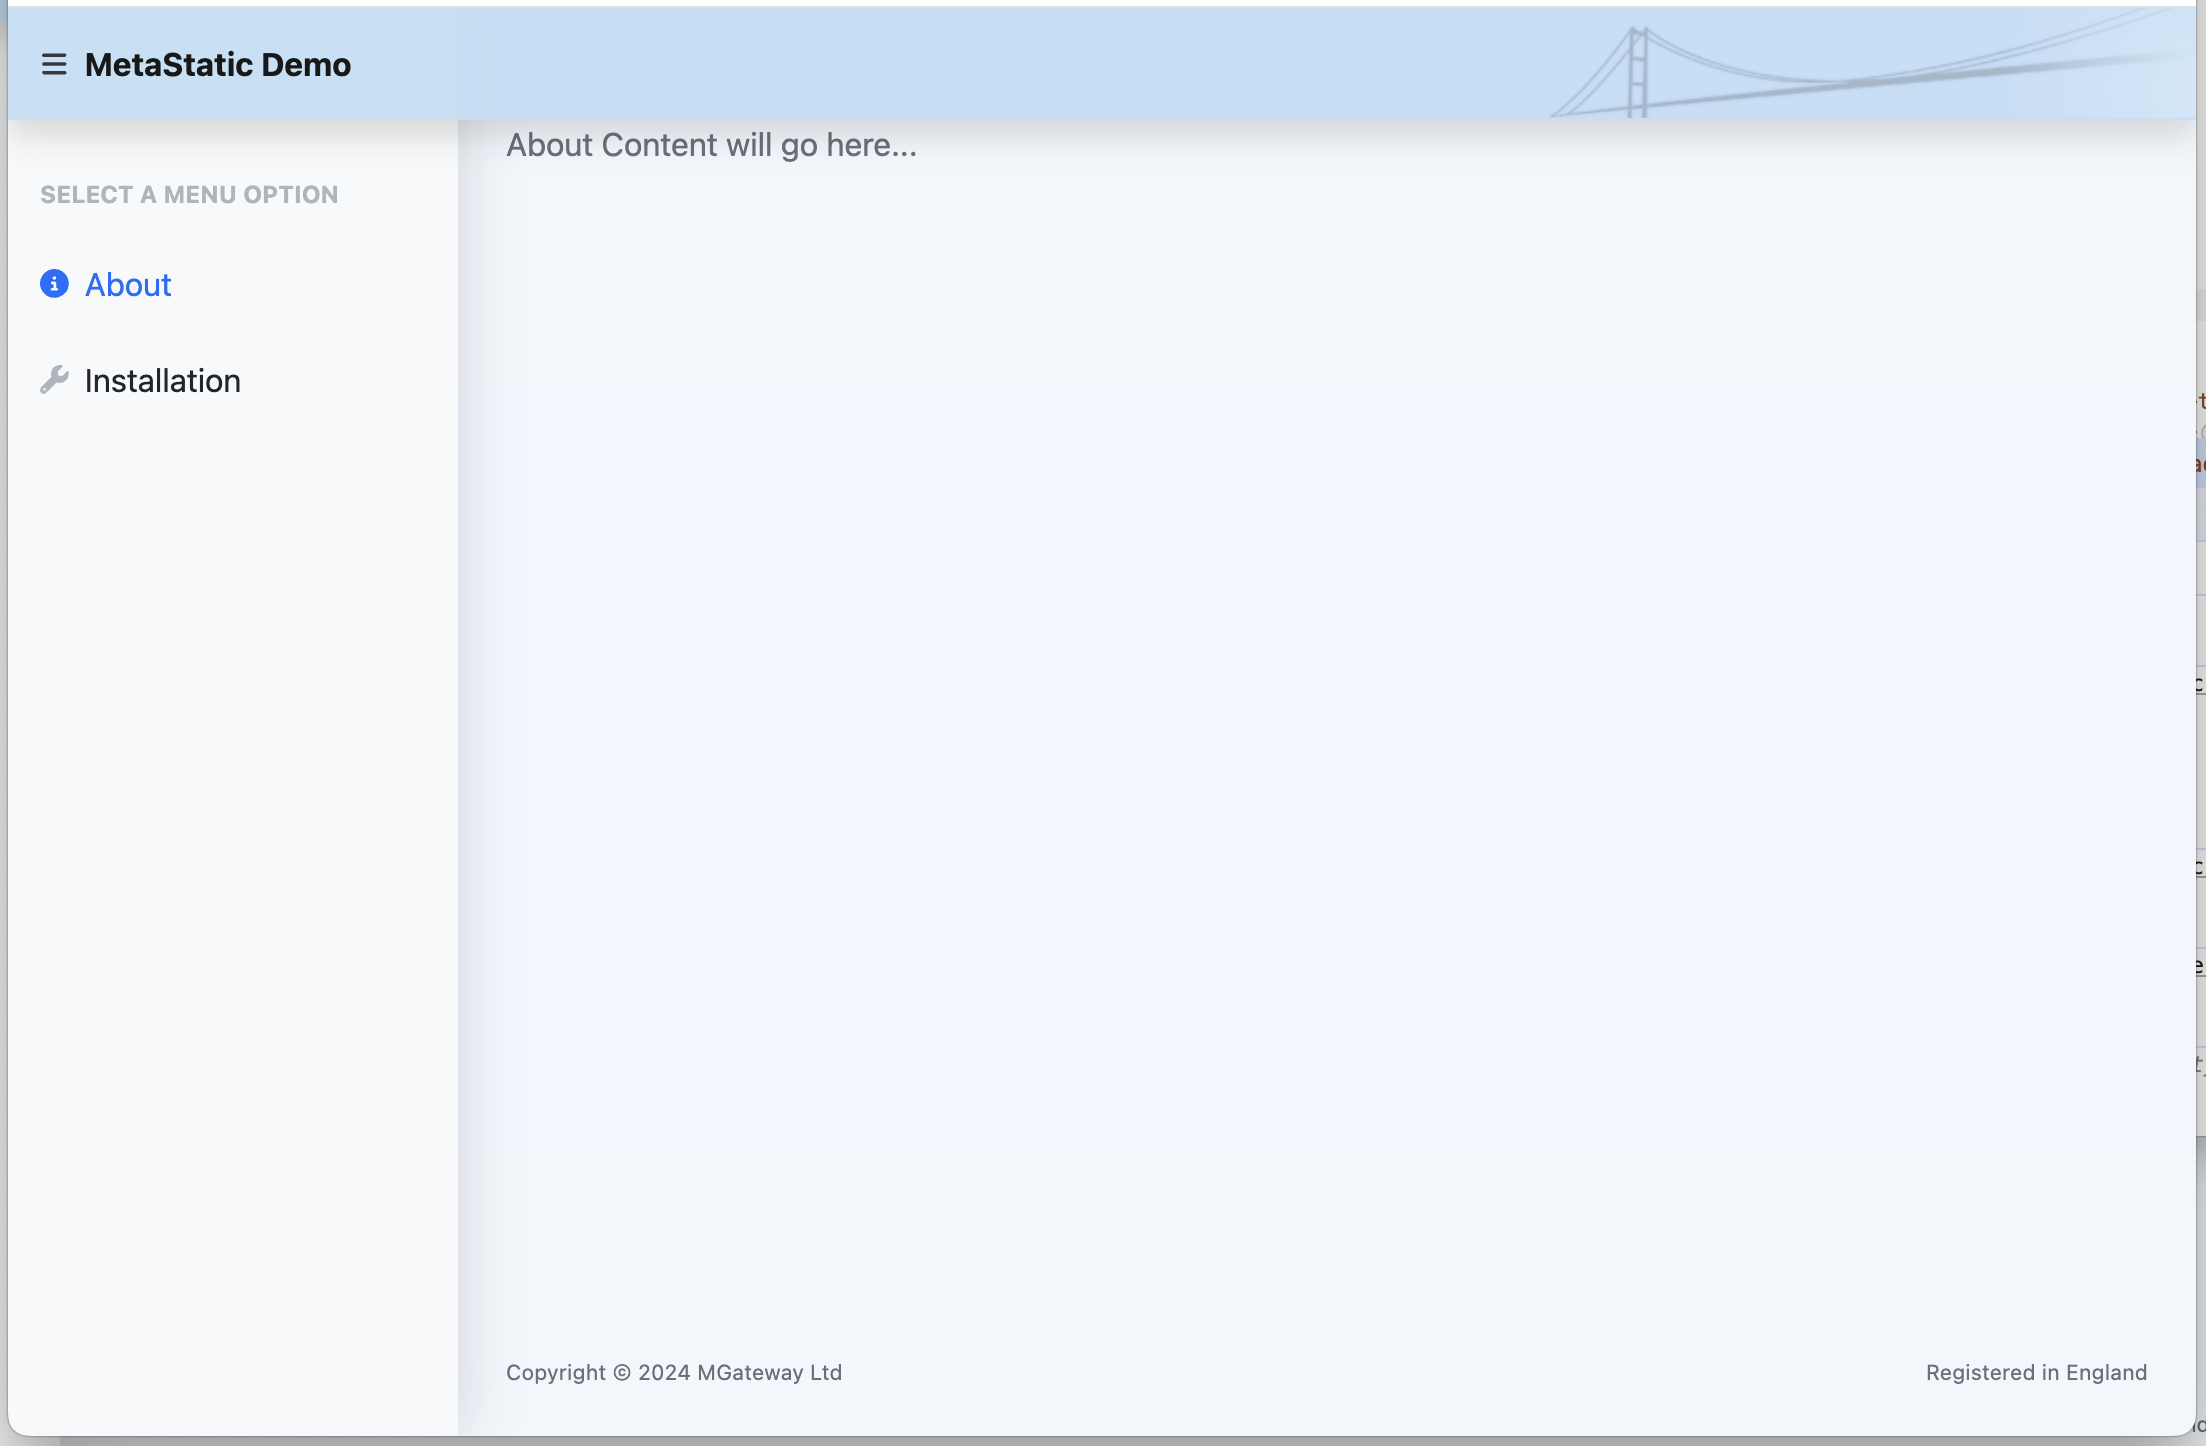 MetaStatic Demo
About Content will go here...
SELECT A MENU OPTION
About
Installation
Copyright © 2024 MGateway Ltd
Registered in England